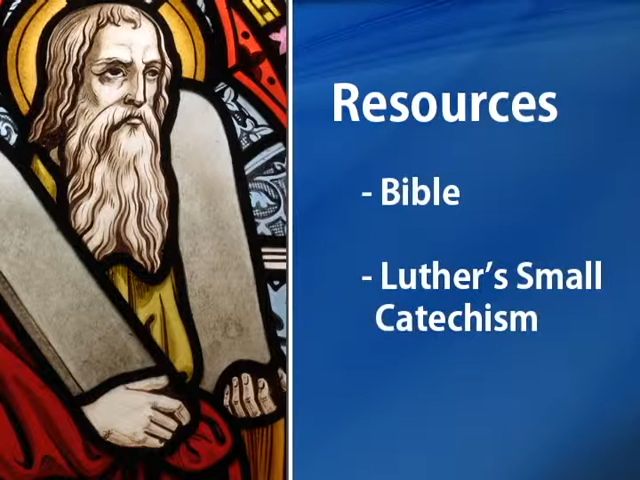 Resources
- Bible
- Luther's Small
Catechism